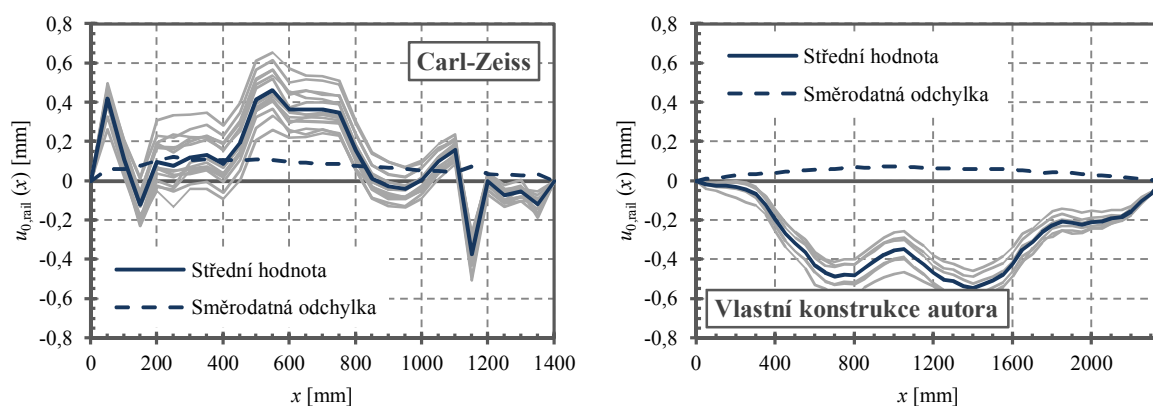 0,8
0,6
0,4
0,2
0
-0,2
-0,4
-0,6
-0,8
u0,rail (x) [mm]
Carl-Zeiss
Střední hodnota
Směrodatná odchylka
0 200 400 600 800 1000 1200 1400
x [mm]
0,8
0,6
0,4
0,2
0
-0,2
-0,4
-0,6
-0,8
u0,rail (x) [mm]
Střední hodnota
Směrodatná odchylka
Vlastní konstrukce autora
0 400 800 1200 1600 2000
x [mm]